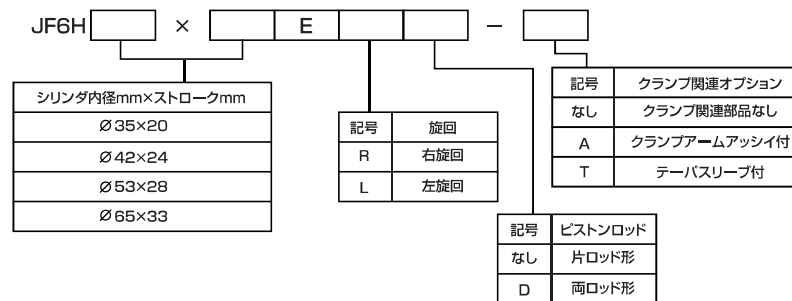 JF6H × E －
シリンダ内径mm×ストロークmm
Ø35×20
Ø42×24
Ø53×28
Ø65×33
記号 旋回
R 右旋回
L 左旋回
記号 クランプ関連オプション
なし クランプ関連部品なし
A クランプアームアッシイ付
T テーパスリーブ付
記号 ピストンロッド
なし 片ロッド形
D 両ロッド形